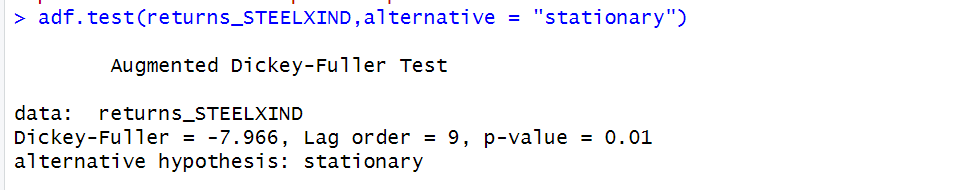 > adf.test(returns_STEELXIND,alternative = "stationary")
Augmented Dickey-Fuller Test
data:  returns_STEELXIND
Dickey-Fuller = -7.966, Lag order = 9, p-value = 0.01
alternative hypothesis: stationary